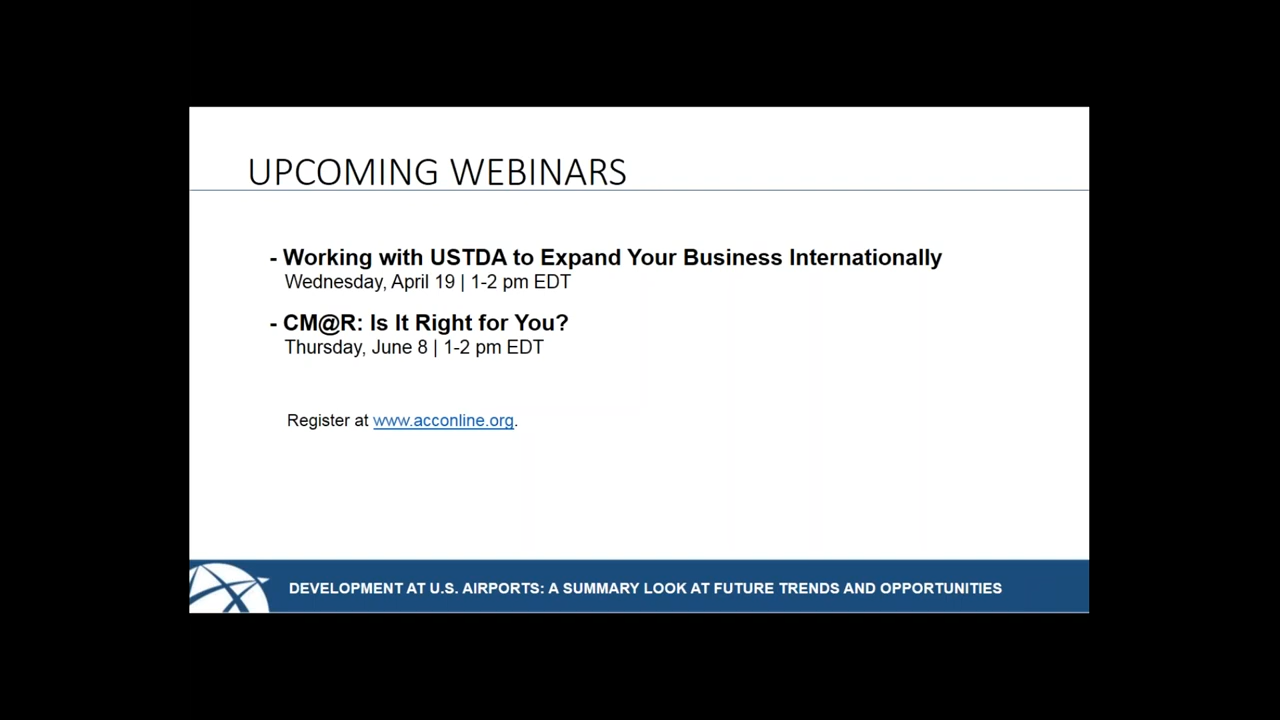 UPCOMING WEBINARS
- Working with USTDA to Expand Your Business Internationally
Wednesday, April 19 | 1-2 pm EDT
- CM@R: Is It Right for You?
Thursday, June 8 | 1-2 pm EDT
Register at www.acconline.org.
DEVELOPMENT AT U.S. AIRPORTS: A SUMMARY LOOK AT FUTURE TRENDS AND OPPORTUNITIES